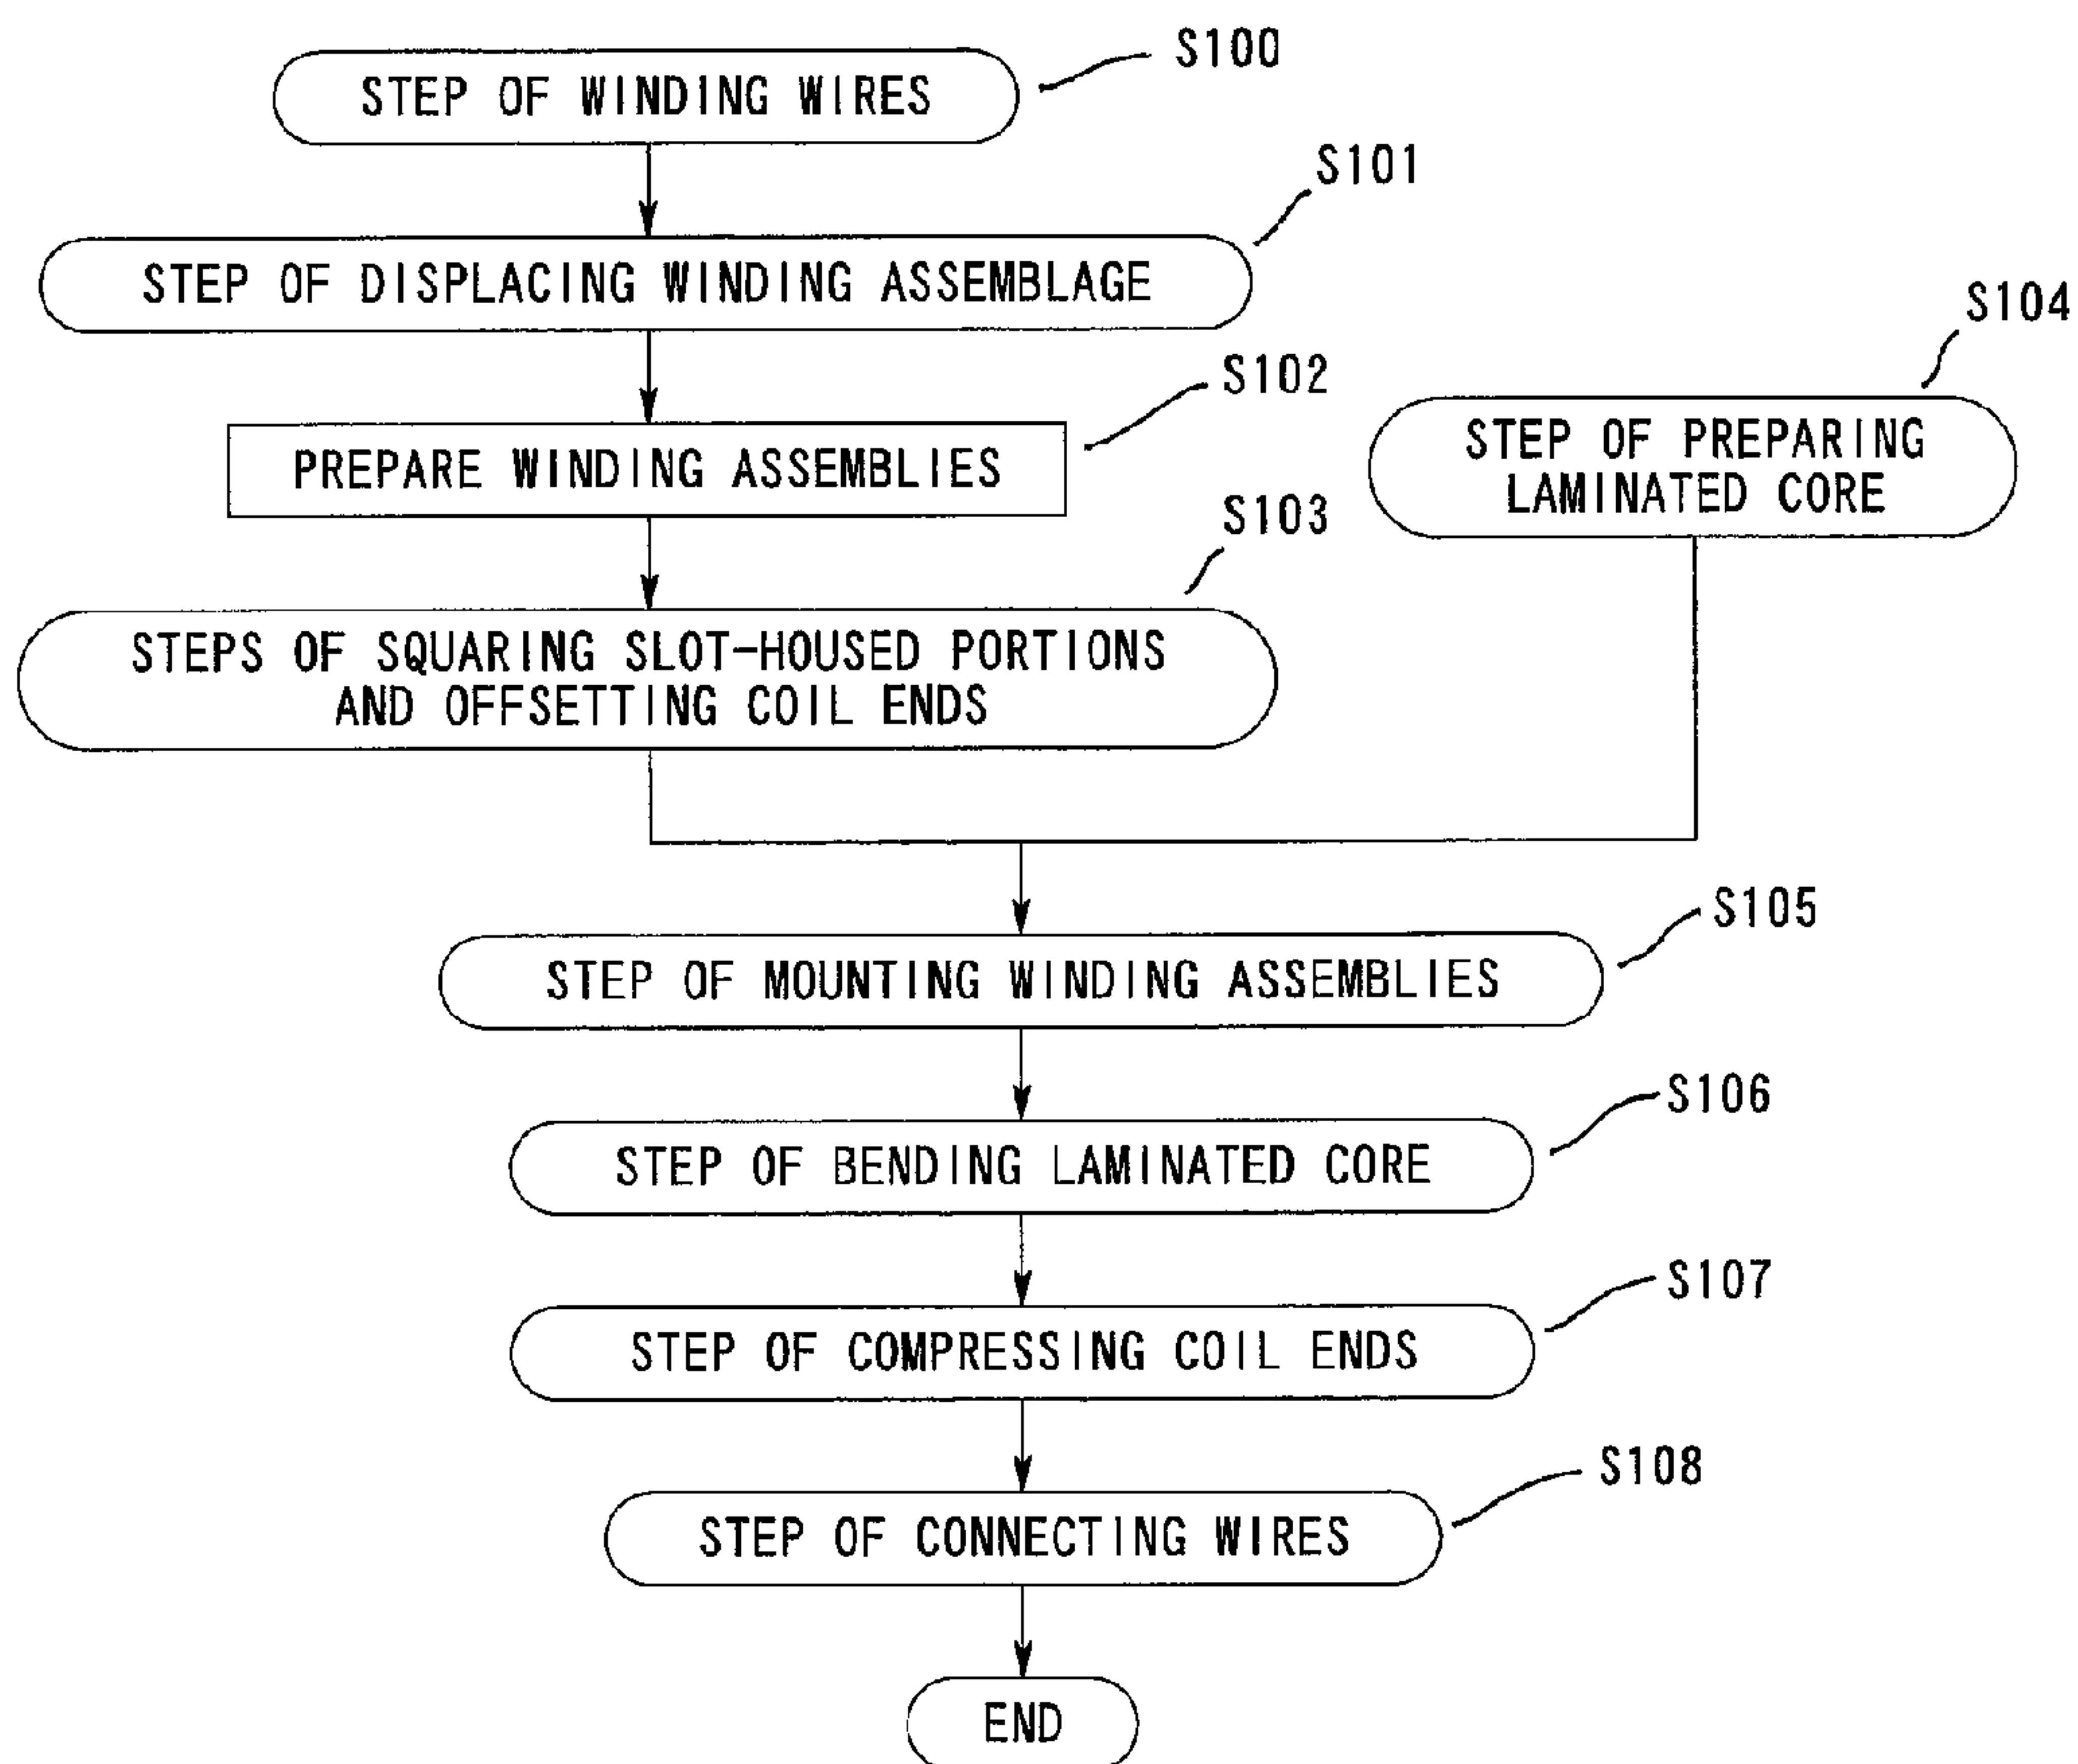 S100
STEP OF WINDING WIRES
S101
STEP OF DISPLACING WINDING ASSEMBLAGE
S102
PREPARE WINDING ASSEMBLIES
S104
STEP OF PREPARING
LAMINATED CORE
S103
STEPS OF SQUARING SLOT-HOUSED PORTIONS
AND OFFSETTING COIL ENDS
S105
STEP OF MOUNTING WINDING ASSEMBLIES
S106
STEP OF BENDING LAMINATED CORE
S107
STEP OF COMPRESSING COIL ENDS
S108
STEP OF CONNECTING WIRES
END